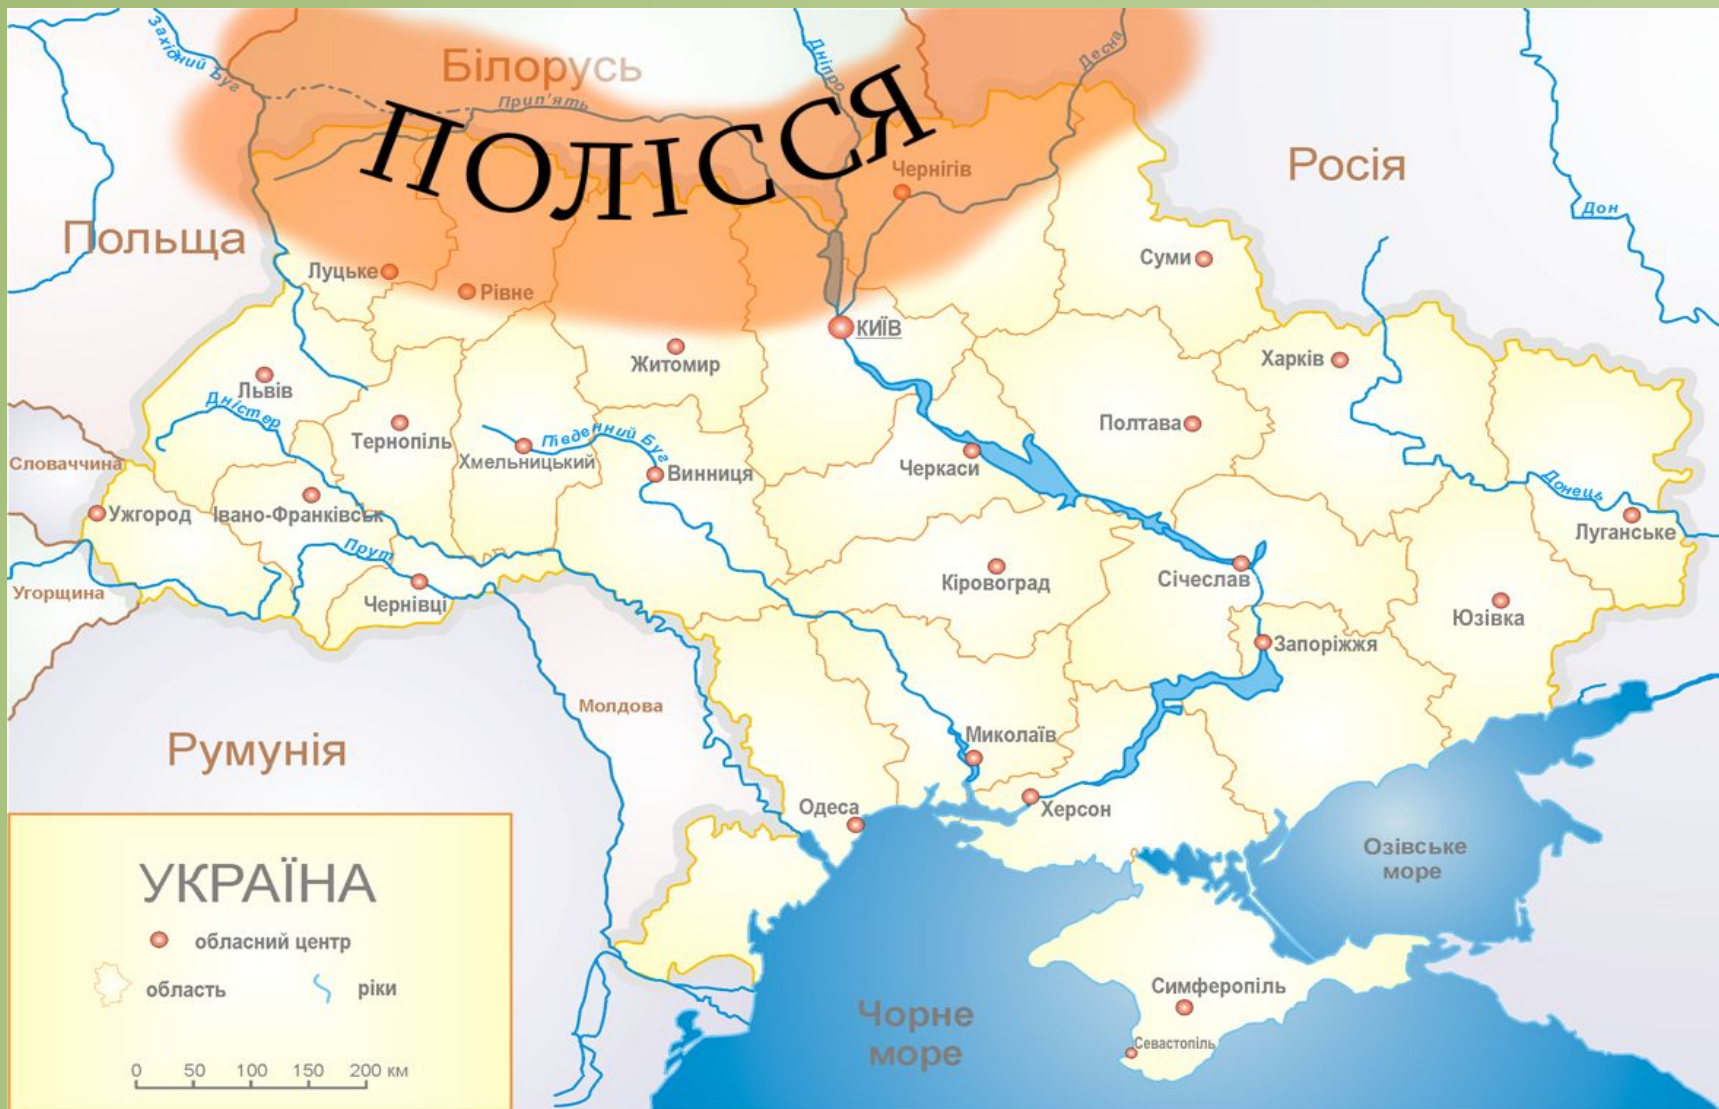 Західний Буг
Білорусь
Дніпро
Десна
Прип'ять
ПОЛІССЯ
Чернігів
Росія
Дон
Польща
Суми
Луцьке
Рівне
КИЇВ
Житомир
Харків
Львів
Дністер
Тернопіль
Південний Буг
Хмельницький
Винниця
Черкаси
Полтава
Словаччина
Донець
Ужгород
Івано-Франківськ
Луганське
Прут
Угорщина
Чернівці
Кіровоград
Січеслав
Юзівка
Запоріжжя
Молдова
Румунія
Миколаїв
Одеса
Херсон
Озівське
море
УКРАЇНА
обласний центр
область
ріки
0 50 100 150 200 км
Чорне
море
Симферопіль
Севастопіль